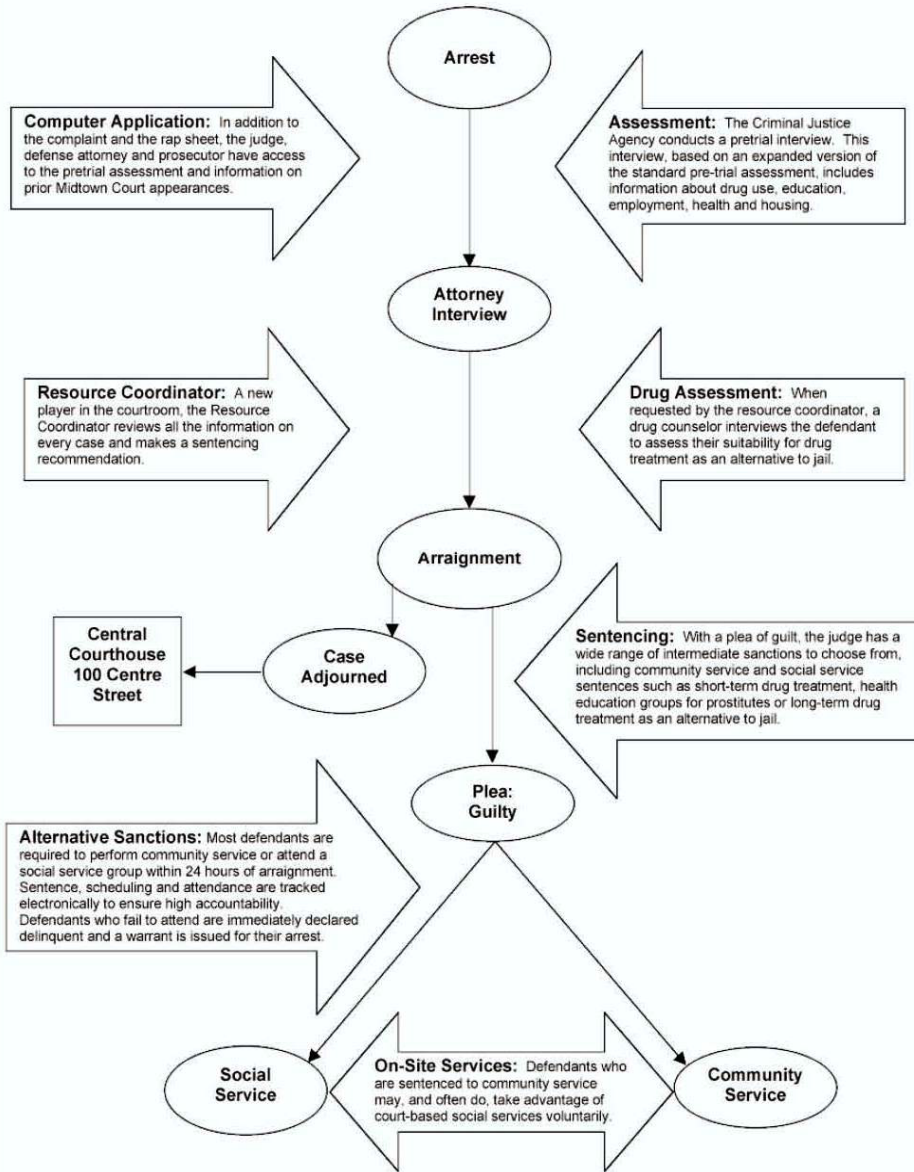 Arrest
Computer Application: In addition to
the complaint and the rap sheet, the judge,
defense attorney and prosecutor have access
to the pretrial assessment and information on
prior Midtown Court appearances.
Assessment: The Criminal Justice
Agency conducts a pretrial interview. This
interview, based on an expanded version of
the standard pre-trial assessment, includes
information about drug use, education,
employment, health and housing.
Attorney
Interview
Resource Coordinator: A new
player in the courtroom, the Resource
Coordinator reviews all the information on
every case and makes a sentencing
recommendation.
Drug Assessment: When
requested by the resource coordinator, a
drug counselor interviews the defendant
to assess their suitability for drug
treatment as an alternative to jail.
Arraignment
Central
Courthouse
100 Centre
Street
Case
Adjourned
Sentencing: With a plea of guilt, the judge has a
wide range of intermediate sanctions to choose from,
including community service and social service
sentences such as short-term drug treatment, health
education groups for prostitutes or long-term drug
treatment as an alternative to jail.
Plea:
Guilty
Alternative Sanctions: Most defendants are
required to perform community service or attend a
social service group within 24 hours of arraignment.
Sentence, scheduling and attendance are tracked
electronically to ensure high accountability.
Defendants who fail to attend are immediately declared
delinquent and a warrant is issued for their arrest.
Social
Service
On-Site Services: Defendants who
are sentenced to community service
may, and often do, take advantage of
court-based social services voluntarily.
Community
Service